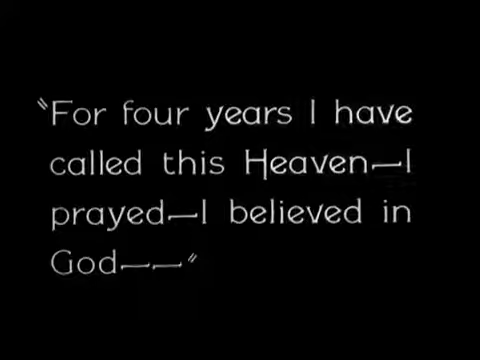 "For four years I have
called this Heaven—I
prayed—I believed in
God——"